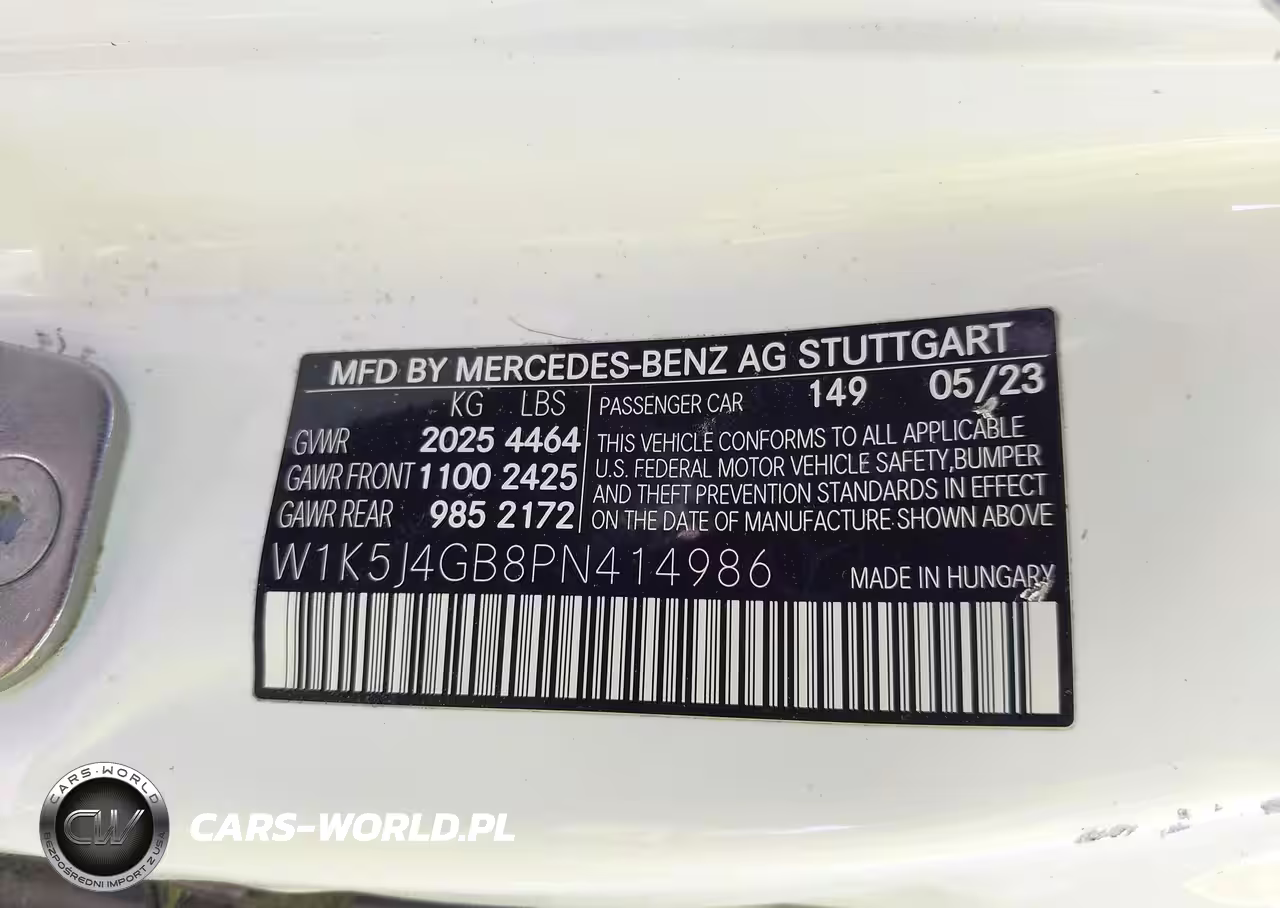 MFD BY MERCEDES-BENZ AG STUTTGART
KG LBS
GVWR 2025 4464
GAWR FRONT 1100 2425
GAWR REAR 985 2172
PASSENGER CAR 149 05/23
THIS VEHICLE CONFORMS TO ALL APPLICABLE
U.S. FEDERAL MOTOR VEHICLE SAFETY, BUMPER
AND THEFT PREVENTION STANDARDS IN EFFECT
ON THE DATE OF MANUFACTURE SHOWN ABOVE
W1K5J4GB8PN414986
MADE IN HUNGARY
CARS-WORLD
CW
BEZPOŚREDNI IMPORT Z USA
CARS-WORLD.PL